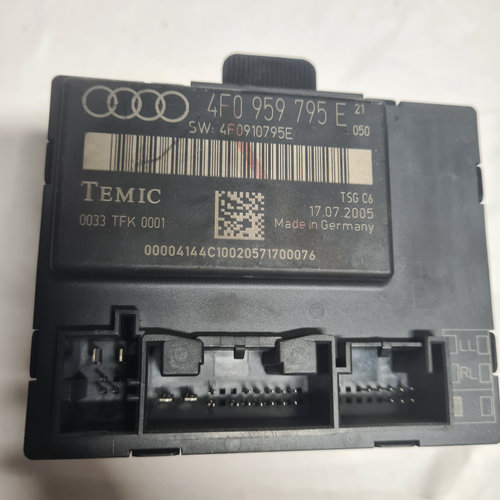 4F0 959 795 E 21
050
SW: 4F0910795E
TEMIC
0033 TFK 0001
TSG C6
17.07.2005
Made in Germany
00004144C10020571700076
L
RL